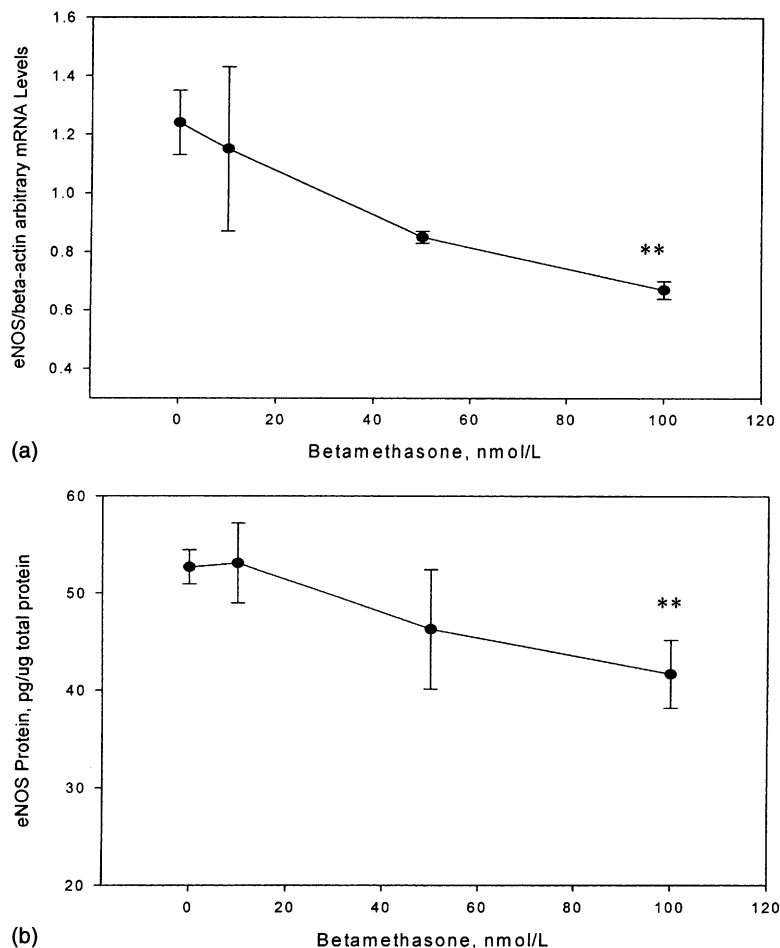 eNOS/beta-actin arbitrary mRNA Levels
1.6
1.4
1.2
1.0
0.8
0.6
0.4
**
0 20 40 60 80 100 120
Betamethasone, nmol/L
(a)
eNOS Protein, pg/ug total protein
60
50
40
30
20
**
0 20 40 60 80 100 120
Betamethasone, nmol/L
(b)